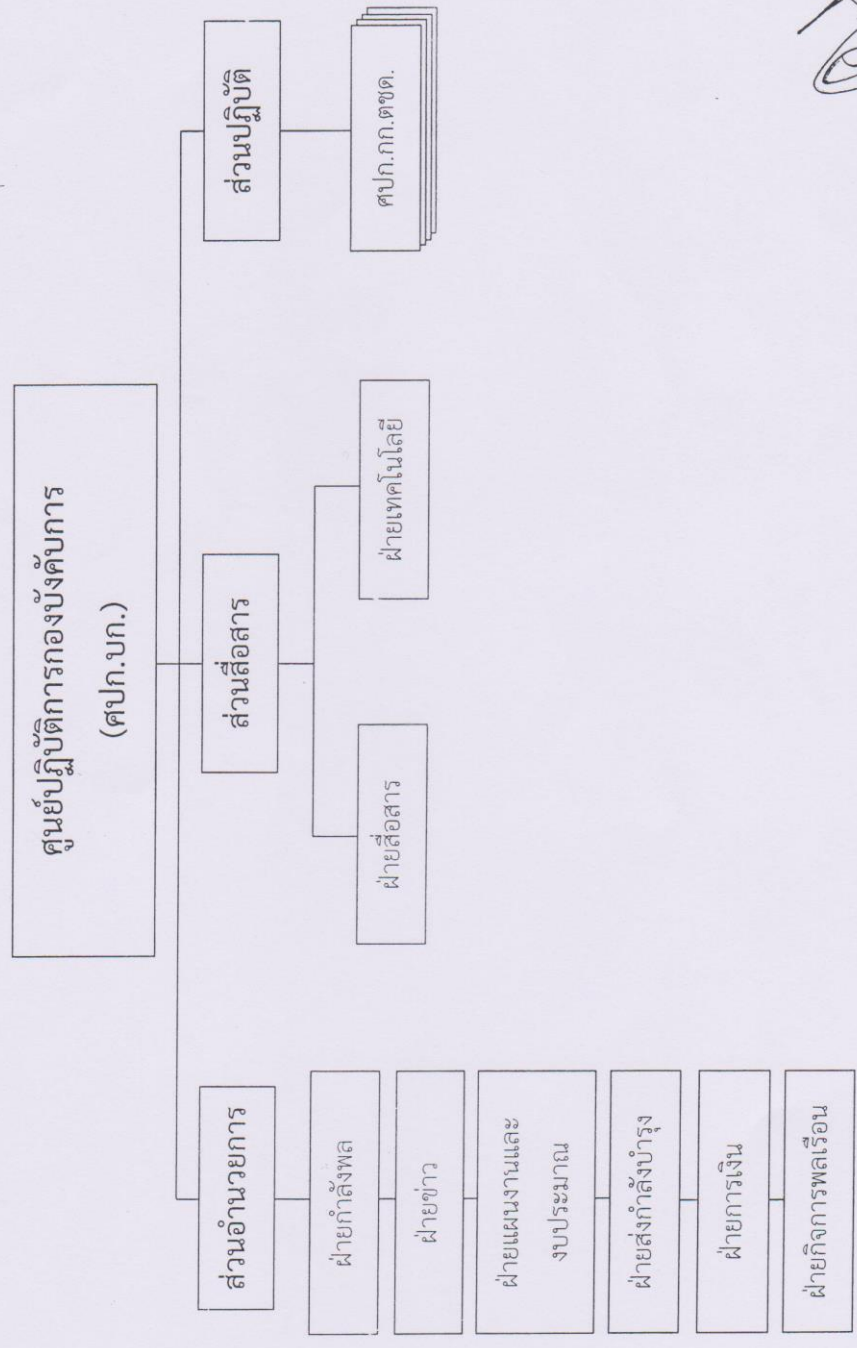 ศูนย์ปฏิบัติการกองบังคับการ
(ศปก.บก.)
ส่วนอำนวยการ
ฝ่ายกำลังพล
ฝ่ายข่าว
ฝ่ายแผนงานและ
งบประมาณ
ฝ่ายส่งกำลังบำรุง
ฝ่ายการเงิน
ฝ่ายกิจการพลเรือน
ส่วนสื่อสาร
ฝ่ายสื่อสาร
ฝ่ายเทคโนโลยี
ส่วนปฏิบัติ
ศปก.กก.ตชด.